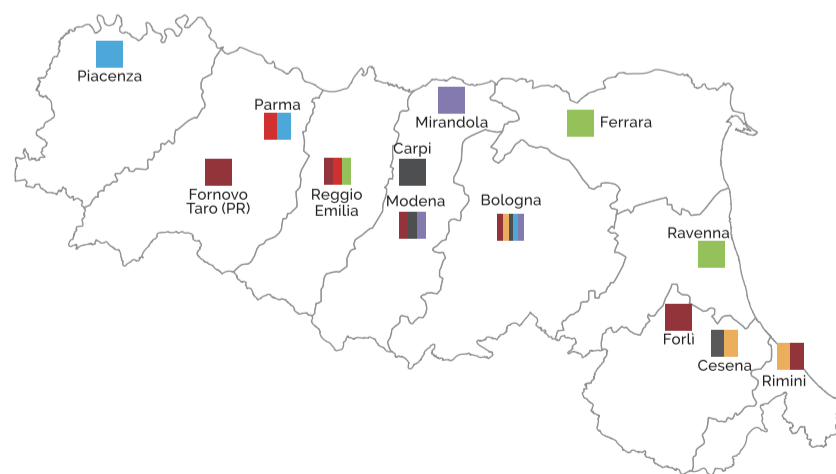 Piacenza
Parma
Mirandola
Ferrara
Carpi
Fornovo
Taro (PR)
Reggio
Emilia
Modena
Bologna
Ravenna
Forlì
Cesena
Rimini